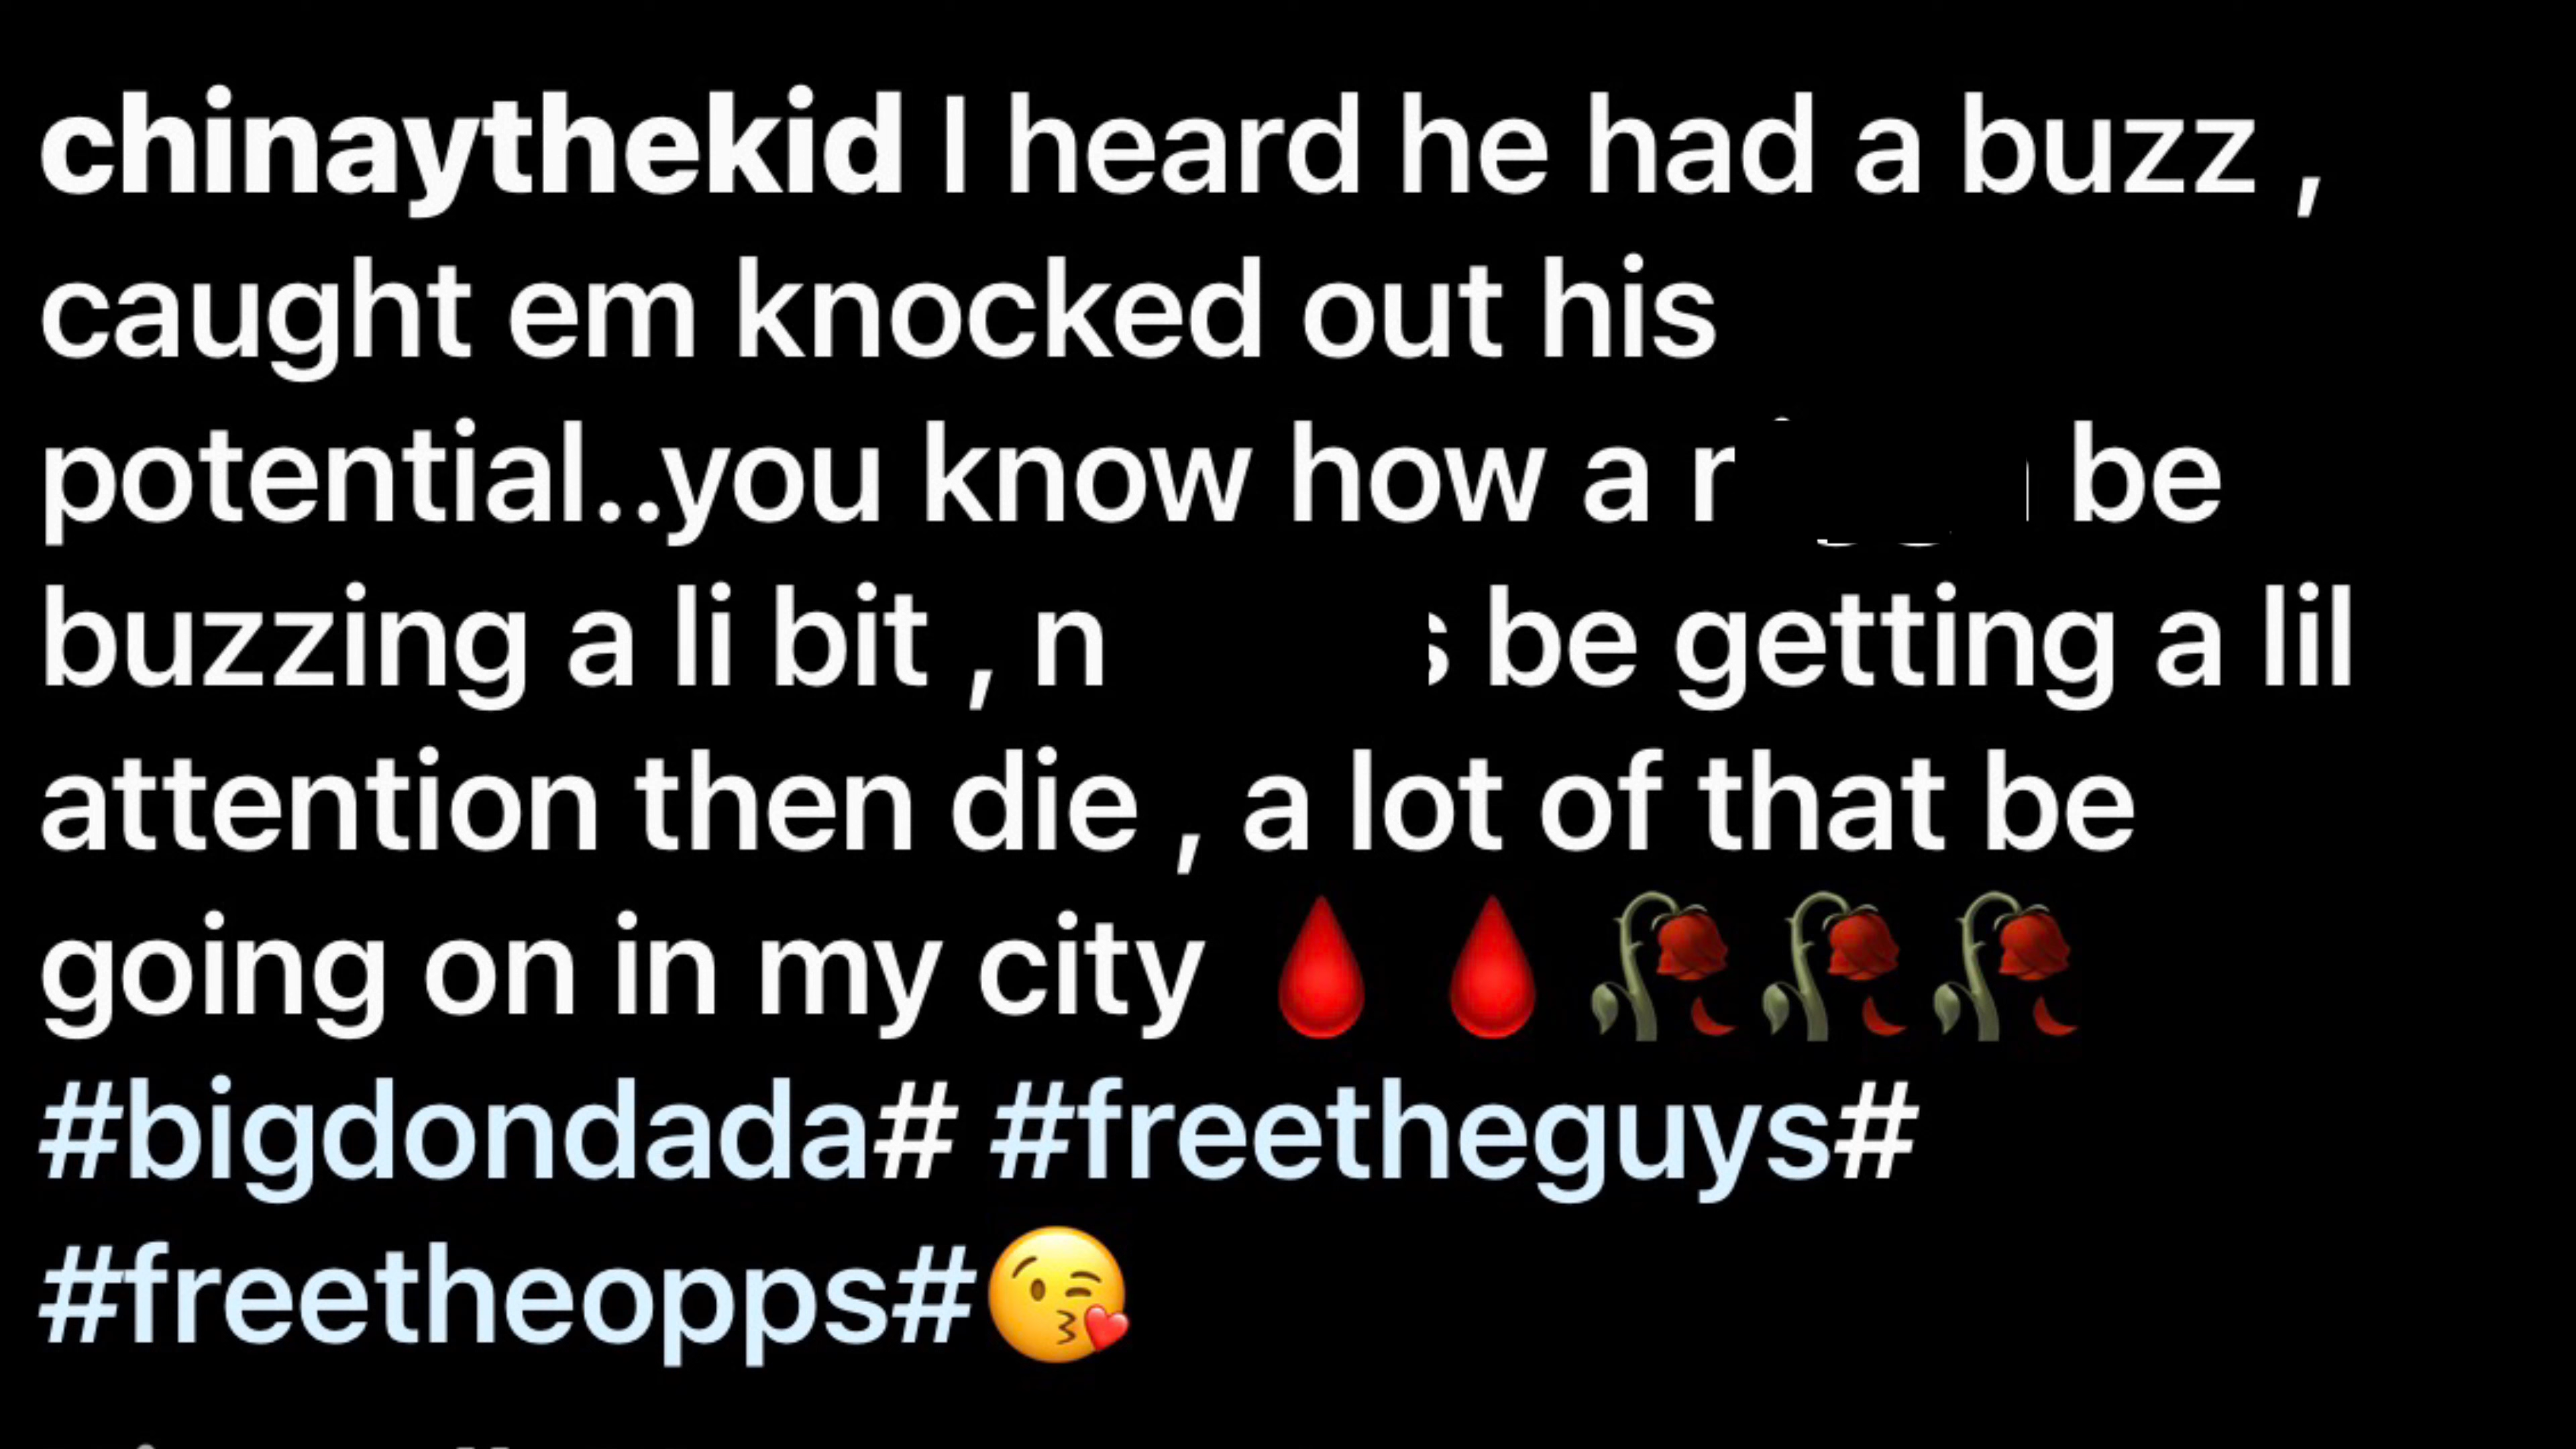 chinaythekid I heard he had a buzz ,
caught em knocked out his
potential..you know how a be
buzzing a li bit , be getting a lil
attention then die , a lot of that be
going on in my city 🩸🩸🥀🥀🥀
#bigdondada# #freetheguys#
#freetheopps#😘